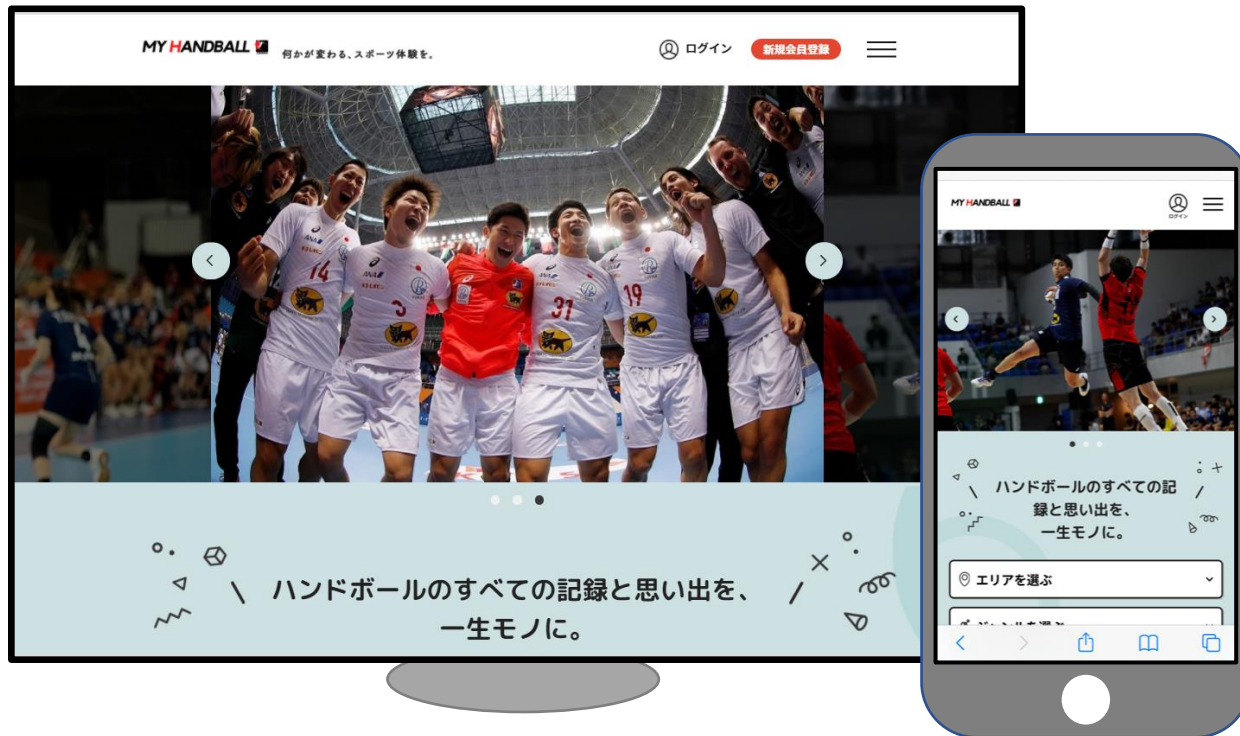 MY HANDBALL
何かが変わる、スポーツ体験を。
ログイン
新規会員登録
14
3
31
19
ハンドボールのすべての記録と思い出を、
一生モノに。
MY HANDBALL
ログイン
ハンドボールのすべての記
録と思い出を、
一生モノに。
エリアを選ぶ